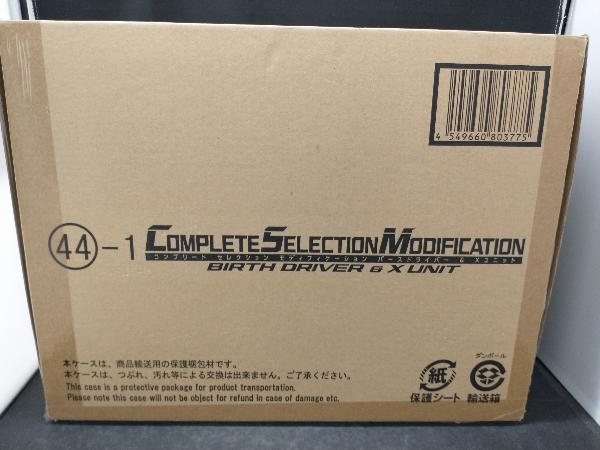 4 549660 803775
44-1 COMPLETE SELECTION MODIFICATION
コンプリート セレクション モディフィケーション バースドライバー & Xユニット
BIRTH DRIVER & X UNIT
本ケースは、商品輸送用の保護梱包材です。
本ケースは、つぶれ、汚れ等による交換は出来ません。ご了承ください。
This case is a protective package for product transportation.
Please note this case will not be object for refund in case of damage etc.
紙
保護シート
ダンボール
輸送箱